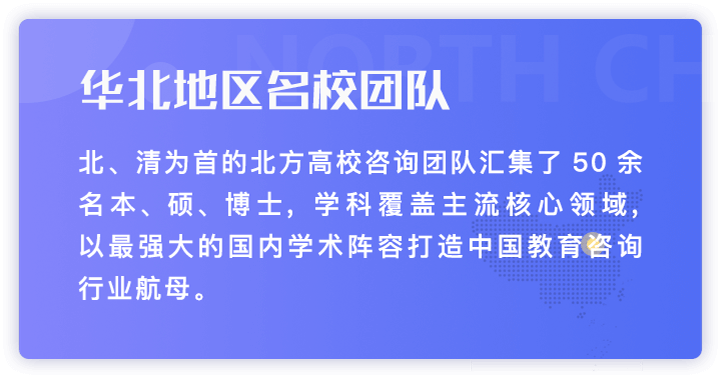 NORTH CH
华北地区名校团队
北、清为首的北方高校咨询团队汇集了 50 余
名本、硕、博士，学科覆盖主流核心领域，
以最强大的国内学术阵容打造中国教育咨询
行业航母。